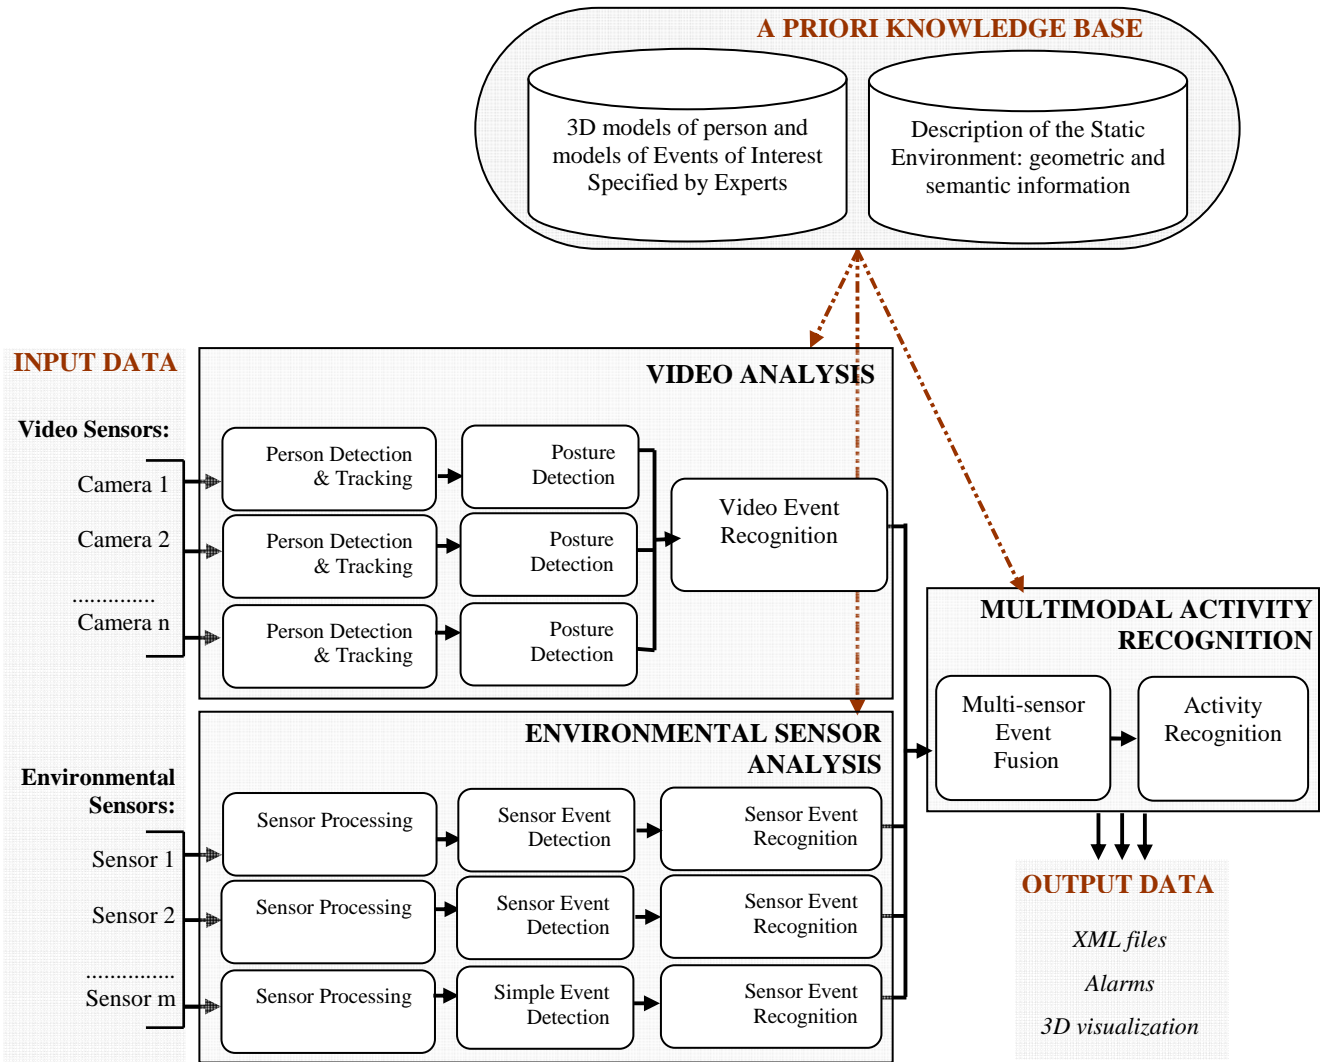 A PRIORI KNOWLEDGE BASE
3D models of person and
models of Events of Interest
Specified by Experts
Description of the Static
Environment: geometric and
semantic information
INPUT DATA
Video Sensors:
Camera 1
Camera 2
..............
Camera n
VIDEO ANALYSIS
Person Detection
& Tracking
Posture
Detection
Person Detection
& Tracking
Posture
Detection
Person Detection
& Tracking
Posture
Detection
Video Event
Recognition
Environmental
Sensors:
Sensor 1
Sensor 2
...............
Sensor m
ENVIRONMENTAL SENSOR
ANALYSIS
Sensor Processing
Sensor Event
Detection
Sensor Event
Recognition
Sensor Processing
Sensor Event
Detection
Sensor Event
Recognition
Sensor Processing
Simple Event
Detection
Sensor Event
Recognition
MULTIMODAL ACTIVITY
RECOGNITION
Multi-sensor
Event
Fusion
Activity
Recognition
OUTPUT DATA
XML files
Alarms
3D visualization